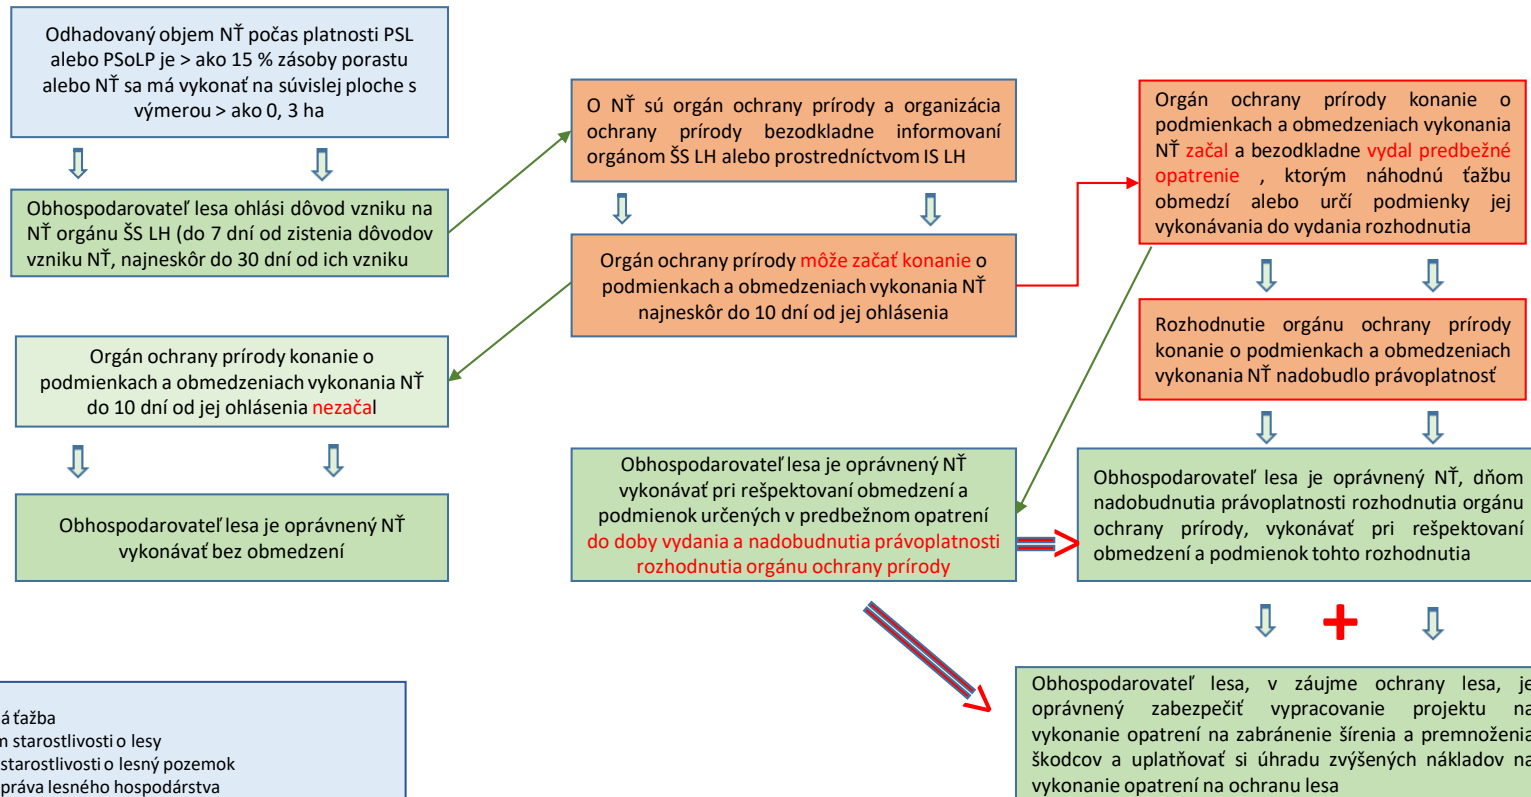 Odhadovaný objem NŤ počas platnosti PSL
alebo PSoLP je > ako 15 % zásoby porastu
alebo NŤ sa má vykonať na súvislej ploche s
výmerou > ako 0, 3 ha
Obhospodarovateľ lesa ohlási dôvod vzniku na
NŤ orgánu ŠS LH (do 7 dní od zistenia dôvodov
vzniku NŤ, najneskôr do 30 dní od ich vzniku
O NŤ sú orgán ochrany prírody a organizácia
ochrany prírody bezodkladne informovaní
orgánom ŠS LH alebo prostredníctvom IS LH
Orgán ochrany prírody môže začať konanie o
podmienkach a obmedzeniach vykonania NŤ
najneskôr do 10 dní od jej ohlásenia
Orgán ochrany prírody konanie o
podmienkach a obmedzeniach vykonania
NŤ začal a bezodkladne vydal predbežné
opatrenie , ktorým náhodnú ťažbu
obmedzí alebo určí podmienky jej
vykonávania do vydania rozhodnutia
Rozhodnutie orgánu ochrany prírody
konanie o podmienkach a obmedzeniach
vykonania NŤ nadobudlo právoplatnosť
Orgán ochrany prírody konanie o
podmienkach a obmedzeniach vykonania NŤ
do 10 dní od jej ohlásenia nezačal
Obhospodarovateľ lesa je oprávnený NŤ
vykonávať bez obmedzení
Obhospodarovateľ lesa je oprávnený NŤ
vykonávať pri rešpektovaní obmedzení a
podmienok určených v predbežnom opatrení
do doby vydania a nadobudnutia právoplatnosti
rozhodnutia orgánu ochrany prírody
Obhospodarovateľ lesa je oprávnený NŤ, dňom
nadobudnutia právoplatnosti rozhodnutia orgánu
ochrany prírody, vykonávať pri rešpektovaní
obmedzení a podmienok tohto rozhodnutia
+
Obhospodarovateľ lesa, v záujme ochrany lesa, je
oprávnený zabezpečiť vypracovanie projektu na
vykonanie opatrení na zabránenie šírenia a premnoženia
škodcov a uplatňovať si úhradu zvýšených nákladov na
vykonanie opatrení na ochranu lesa
á ťažba
starostlivosti o lesy
starostlivosti o lesný pozemok
práva lesného hospodárstva